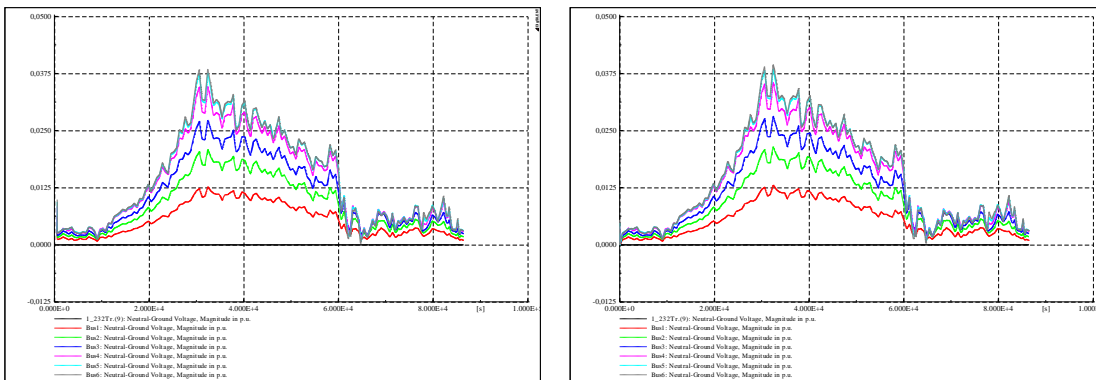 0,0500
0,0375
0,0250
0,0125
0,0000
-0,0125
0.000E+0 2.000E+4 4.000E+4 6.000E+4 [s] 8.000E+4
1_232Tr.(9): Neutral-Ground Voltage, Magnitude in p.u.
Bus1: Neutral-Ground Voltage, Magnitude in p.u.
Bus2: Neutral-Ground Voltage, Magnitude in p.u.
Bus3: Neutral-Ground Voltage, Magnitude in p.u.
Bus4: Neutral-Ground Voltage, Magnitude in p.u.
Bus5: Neutral-Ground Voltage, Magnitude in p.u.
Bus6: Neutral-Ground Voltage, Magnitude in p.u.
0,0500
0,0375
0,0250
0,0125
0,0000
-0,0125
0.000E+0 2.000E+4 4.000E+4 6.000E+4 8.000E+4 [s]
1_232Tr.(9): Neutral-Ground Voltage, Magnitude in p.u.
Bus1: Neutral-Ground Voltage, Magnitude in p.u.
Bus2: Neutral-Ground Voltage, Magnitude in p.u.
Bus3: Neutral-Ground Voltage, Magnitude in p.u.
Bus4: Neutral-Ground Voltage, Magnitude in p.u.
Bus5: Neutral-Ground Voltage, Magnitude in p.u.
Bus6: Neutral-Ground Voltage, Magnitude in p.u.